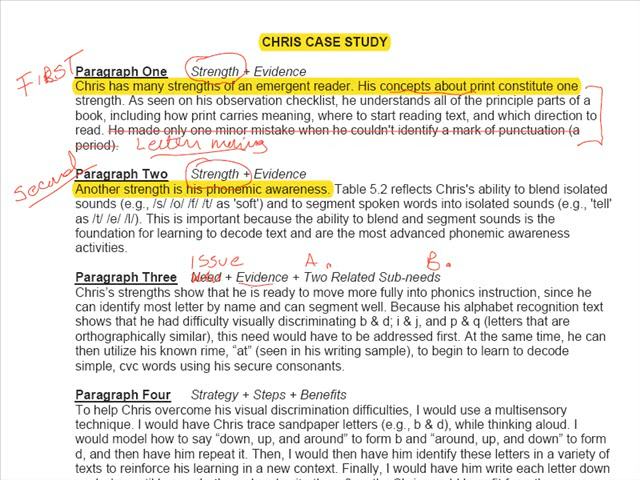 CHRIS CASE STUDY
FIRST
Paragraph One Strength + Evidence
Chris has many strengths of an emergent reader. His concepts about print constitute one
strength. As seen on his observation checklist, he understands all of the principle parts of a
book, including how print carries meaning, where to start reading text, and which direction to
read. He made only one minor mistake when he couldn't identify a mark of punctuation (a
period). Letter naming
Second
Paragraph Two Strength + Evidence
Another strength is his phonemic awareness. Table 5.2 reflects Chris's ability to blend isolated
sounds (e.g., /s/ /o/ /f/ /t/ as 'soft') and to segment spoken words into isolated sounds (e.g., 'tell'
as /t/ /e/ /l/). This is important because the ability to blend and segment sounds is the
foundation for learning to decode text and are the most advanced phonemic awareness
activities.
ISSUE A. B.
Paragraph Three Need + Evidence + Two Related Sub-needs
Chris's strengths show that he is ready to move more fully into phonics instruction, since he
can identify most letter by name and can segment well. Because his alphabet recognition text
shows that he had difficulty visually discriminating b & d; i & j, and p & q (letters that are
orthographically similar), this need would have to be addressed first. At the same time, he can
then utilize his known rime, "at" (seen in his writing sample), to begin to learn to decode
simple, cvc words using his secure consonants.
Paragraph Four Strategy + Steps + Benefits
To help Chris overcome his visual discrimination difficulties, I would use a multisensory
technique. I would have Chris trace sandpaper letters (e.g., b & d), while thinking aloud. I
would model how to say "down, up, and around" to form b and "around, up, and down" to form
d, and then have him repeat it. Then, I would then have him identify these letters in a variety of
texts to reinforce his learning in a new context. Finally, I would have him write each letter down